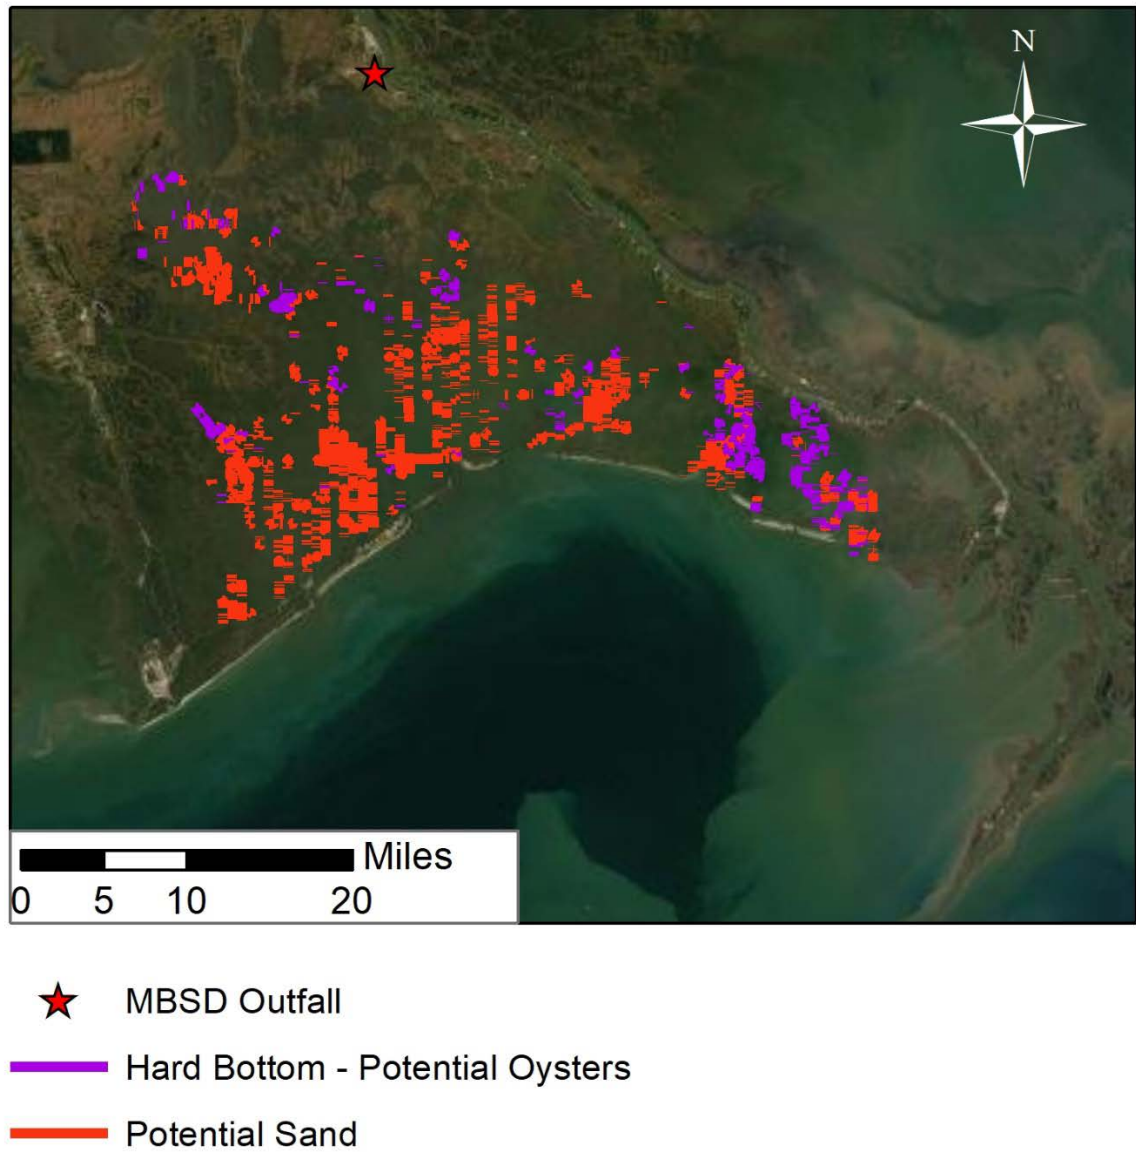 N
Miles
0 5 10 20
MBSD Outfall
Hard Bottom - Potential Oysters
Potential Sand